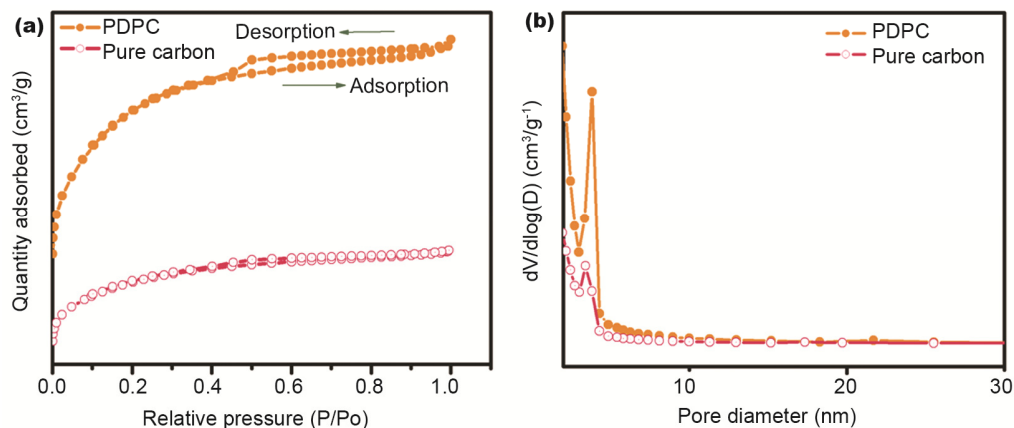 (a)
PDPC
Pure carbon
Desorption
Adsorption
Quantity adsorbed (cm³/g)
0.0 0.2 0.4 0.6 0.8 1.0
Relative pressure (P/Po)
(b)
PDPC
Pure carbon
dV/dlog(D) (cm³/g⁻¹)
10 20 30
Pore diameter (nm)